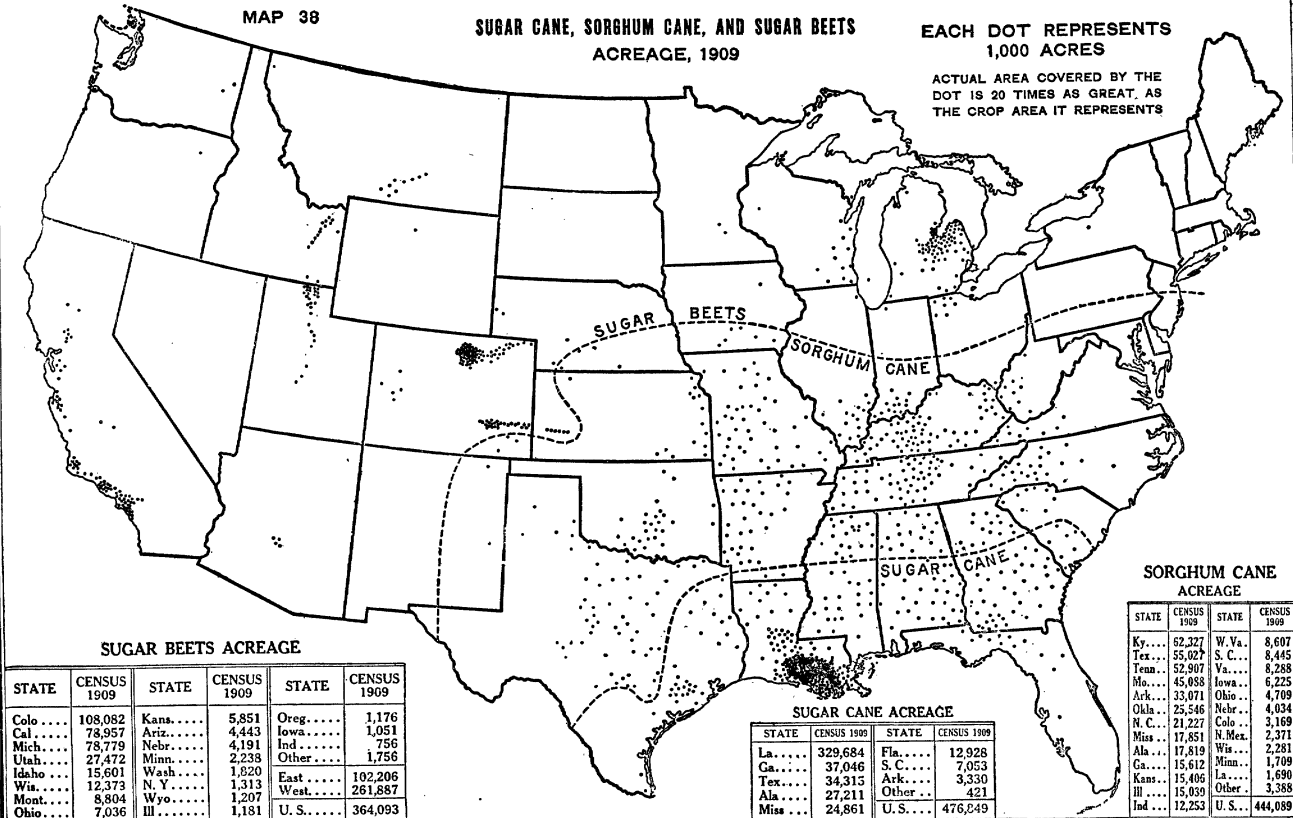 MAP 38
SUGAR CANE, SORGHUM CANE, AND SUGAR BEETS
ACREAGE, 1909
EACH DOT REPRESENTS
1,000 ACRES
ACTUAL AREA COVERED BY THE
DOT IS 20 TIMES AS GREAT AS
THE CROP AREA IT REPRESENTS
SUGAR BEETS
SORGHUM CANE
SUGAR CANE
SUGAR BEETS ACREAGE
STATE CENSUS 1909 STATE CENSUS 1909 STATE CENSUS 1909
Colo .... 108,082 Kans..... 5,851 Oreg..... 1,176
Cal ..... 78,957 Ariz..... 4,443 Iowa..... 1,051
Mich.... 78,779 Nebr..... 4,191 Ind ..... 756
Utah.... 27,472 Minn..... 2,238 Other.... 1,756
Idaho ... 15,601 Wash .... 1,820 East ..... 102,206
Wis..... 12,373 N. Y .... 1,313 West..... 261,887
Mont.... 8,804 Wyo..... 1,207
Ohio.... 7,036 Ill....... 1,181 U. S...... 364,093
SUGAR CANE ACREAGE
STATE CENSUS 1909 STATE CENSUS 1909
La..... 329,684 Fla..... 12,928
Ga..... 37,046 S. C.... 7,053
Tex.... 34,315 Ark.... 3,330
Ala .... 27,211 Other .. 421
Miss ... 24,861 U. S.... 476,849
SORGHUM CANE
ACREAGE
STATE CENSUS 1909 STATE CENSUS 1909
Ky.... 62,327 W. Va.. 8,607
Tex... 55,027 S. C... 8,445
Tenn.. 52,907 Va.... 8,288
Mo... 45,088 Iowa.. 6,225
Ark... 33,071 Ohio.. 4,709
Okla.. 25,546 Nebr.. 4,034
N. C.. 21,227 Colo .. 3,169
Miss .. 17,851 N. Mex. 2,371
Ala... 17,819 Wis... 2,281
Ga.... 15,612 Minn.. 1,709
Kans.. 15,406 La.... 1,690
Ill .... 15,039 Other . 3,388
Ind ... 12,253 U. S... 444,089